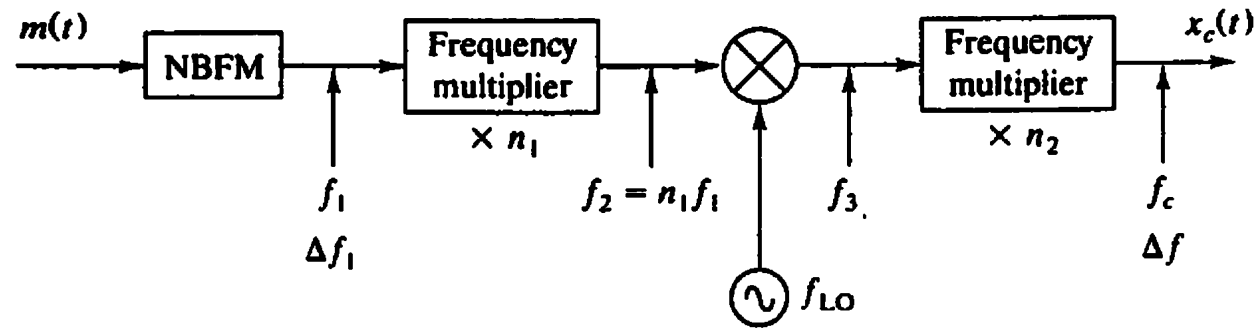 m(t)
NBFM
Frequency
multiplier
× n₁
Frequency
multiplier
× n₂
x_c(t)
f₁
Δf₁
f₂ = n₁f₁
f₃
f_c
Δf
f_LO